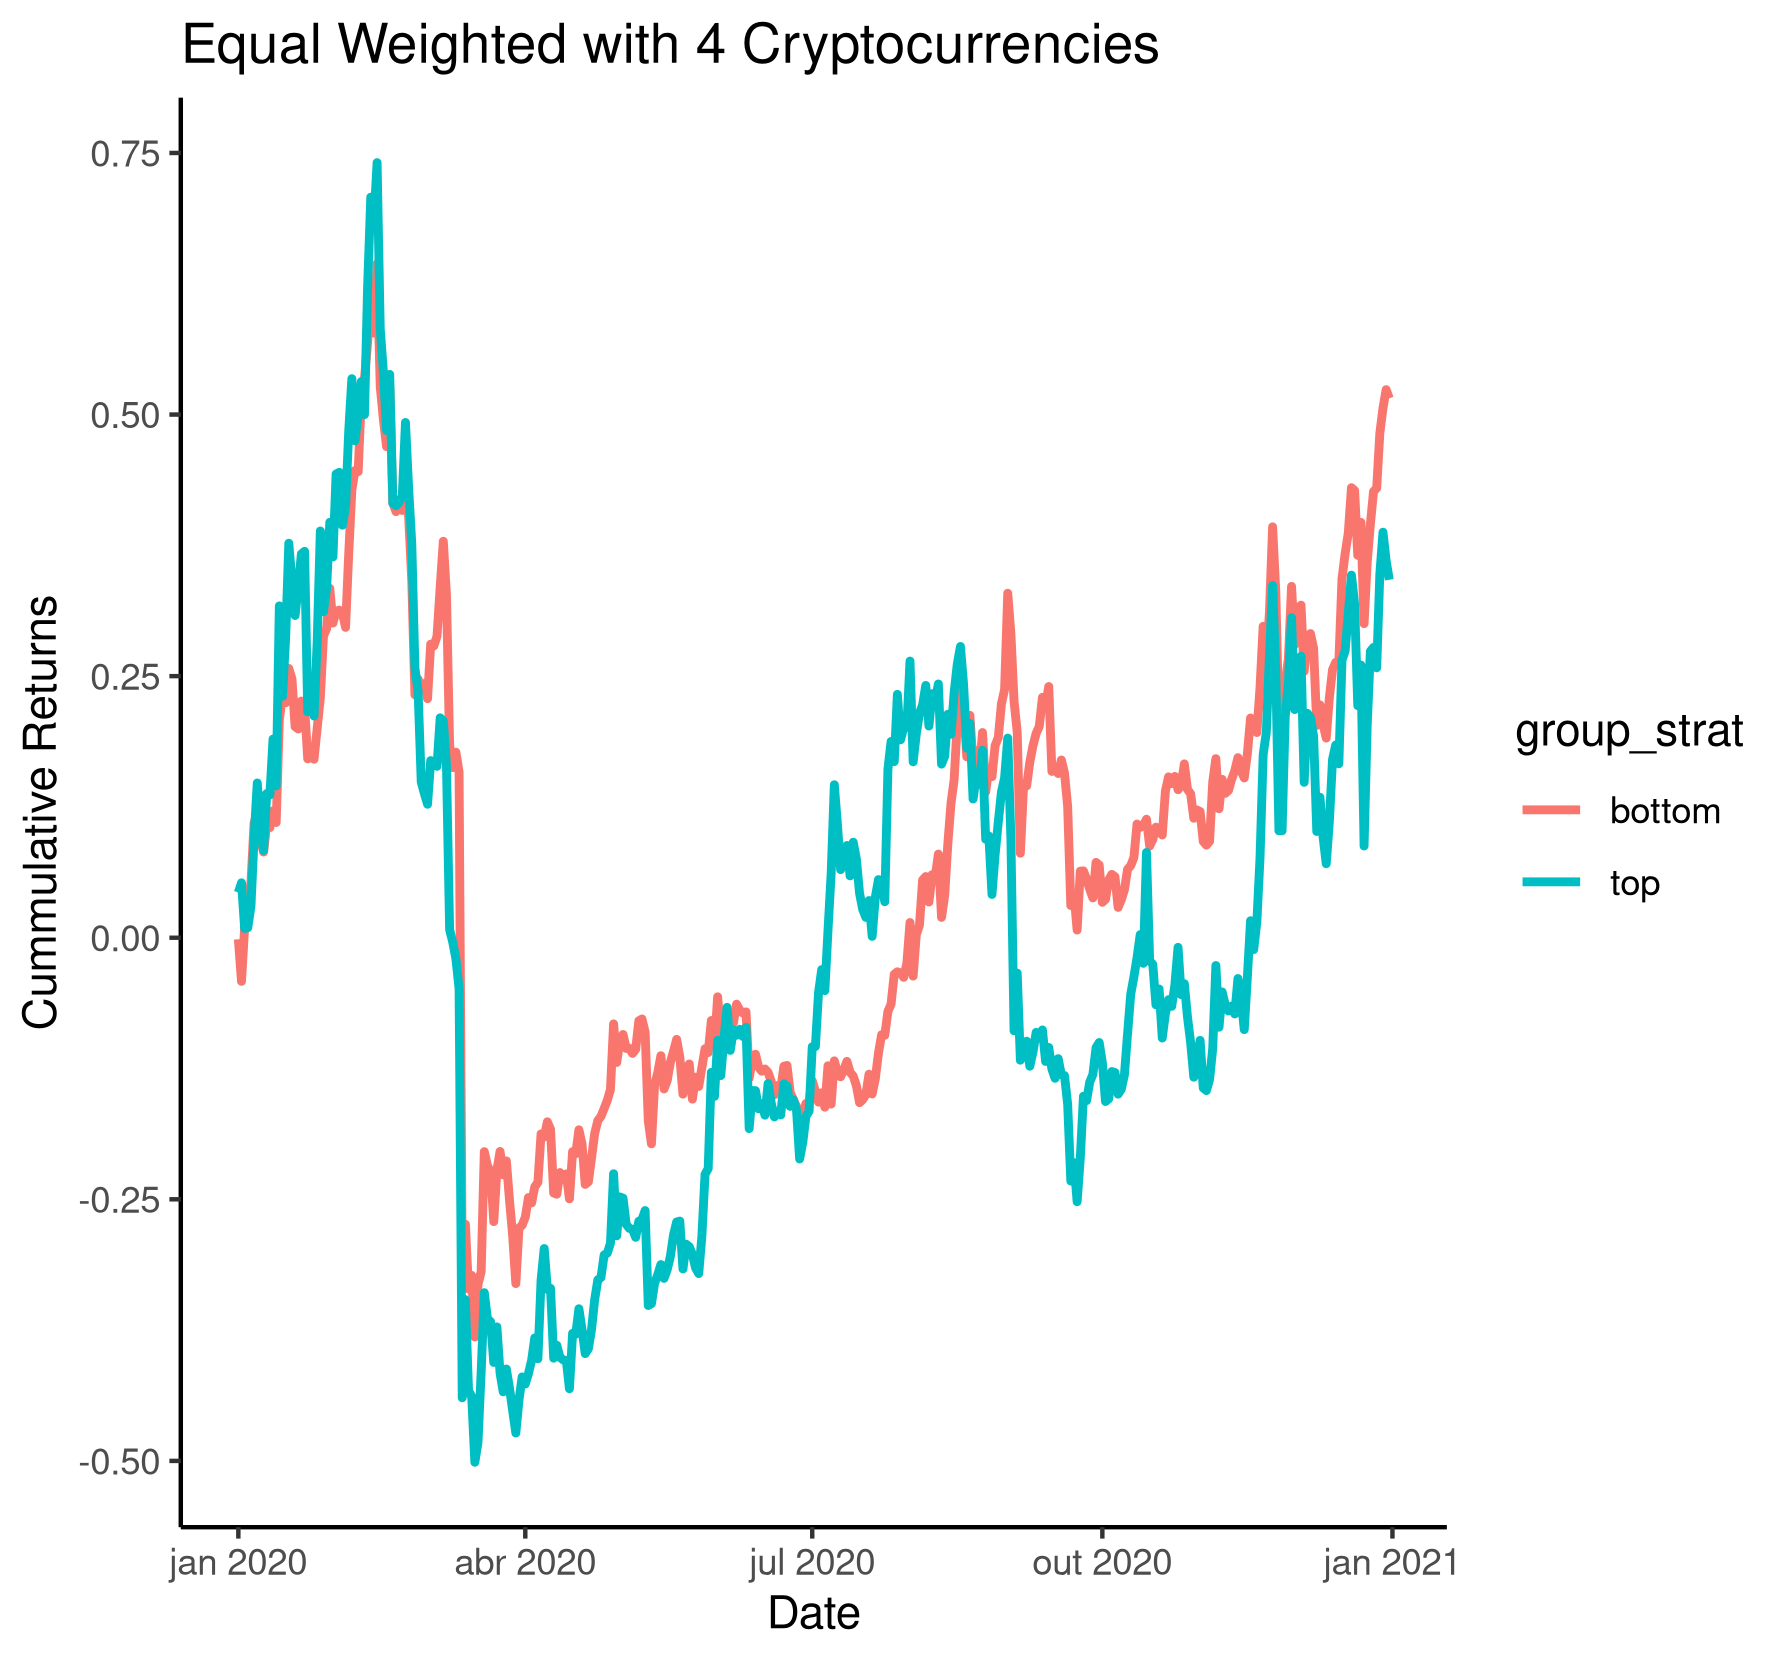 Equal Weighted with 4 Cryptocurrencies
Cummulative Returns
0.75
0.50
0.25
0.00
-0.25
-0.50
jan 2020
abr 2020
jul 2020
out 2020
jan 2021
Date
group_strat
bottom
top